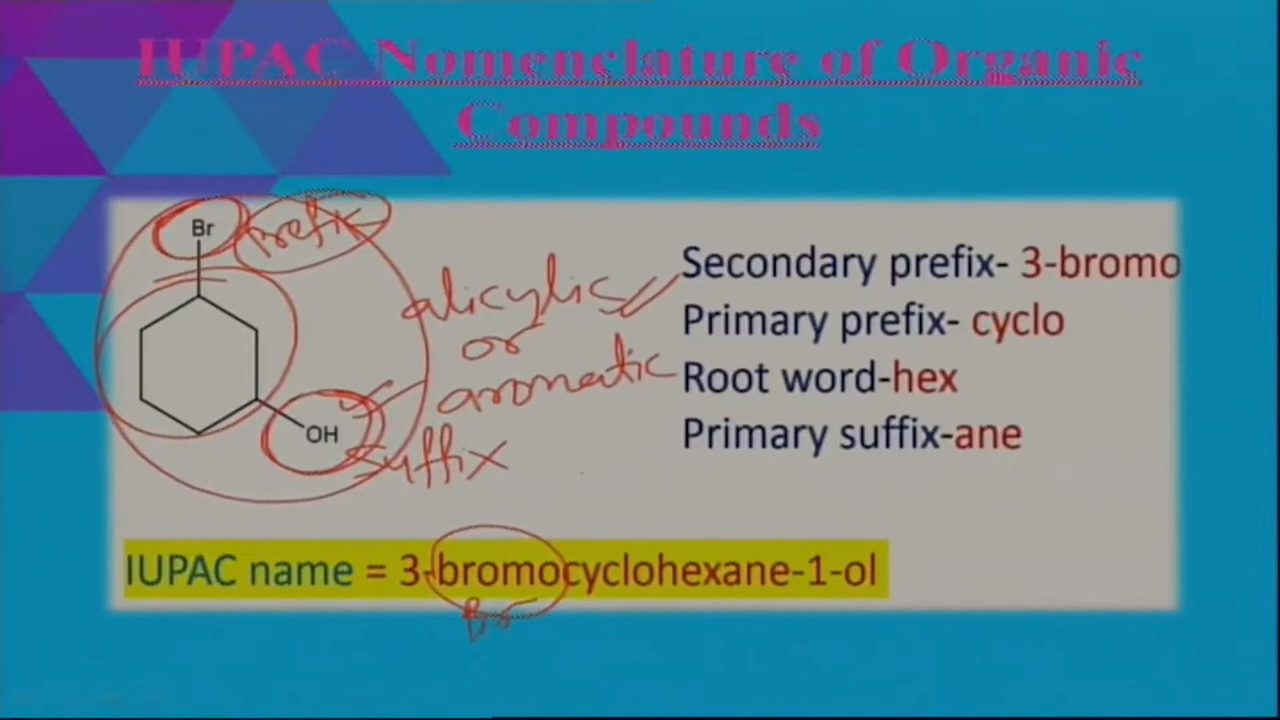 IUPAC Nomenclature of Organic
Compounds
Br prefix
Secondary prefix- 3-bromo
alicylic
Primary prefix- cyclo
or
aromatic
Root word-hex
OH
Primary suffix-ane
suffix
IUPAC name = 3-bromocyclohexane-1-ol
Br